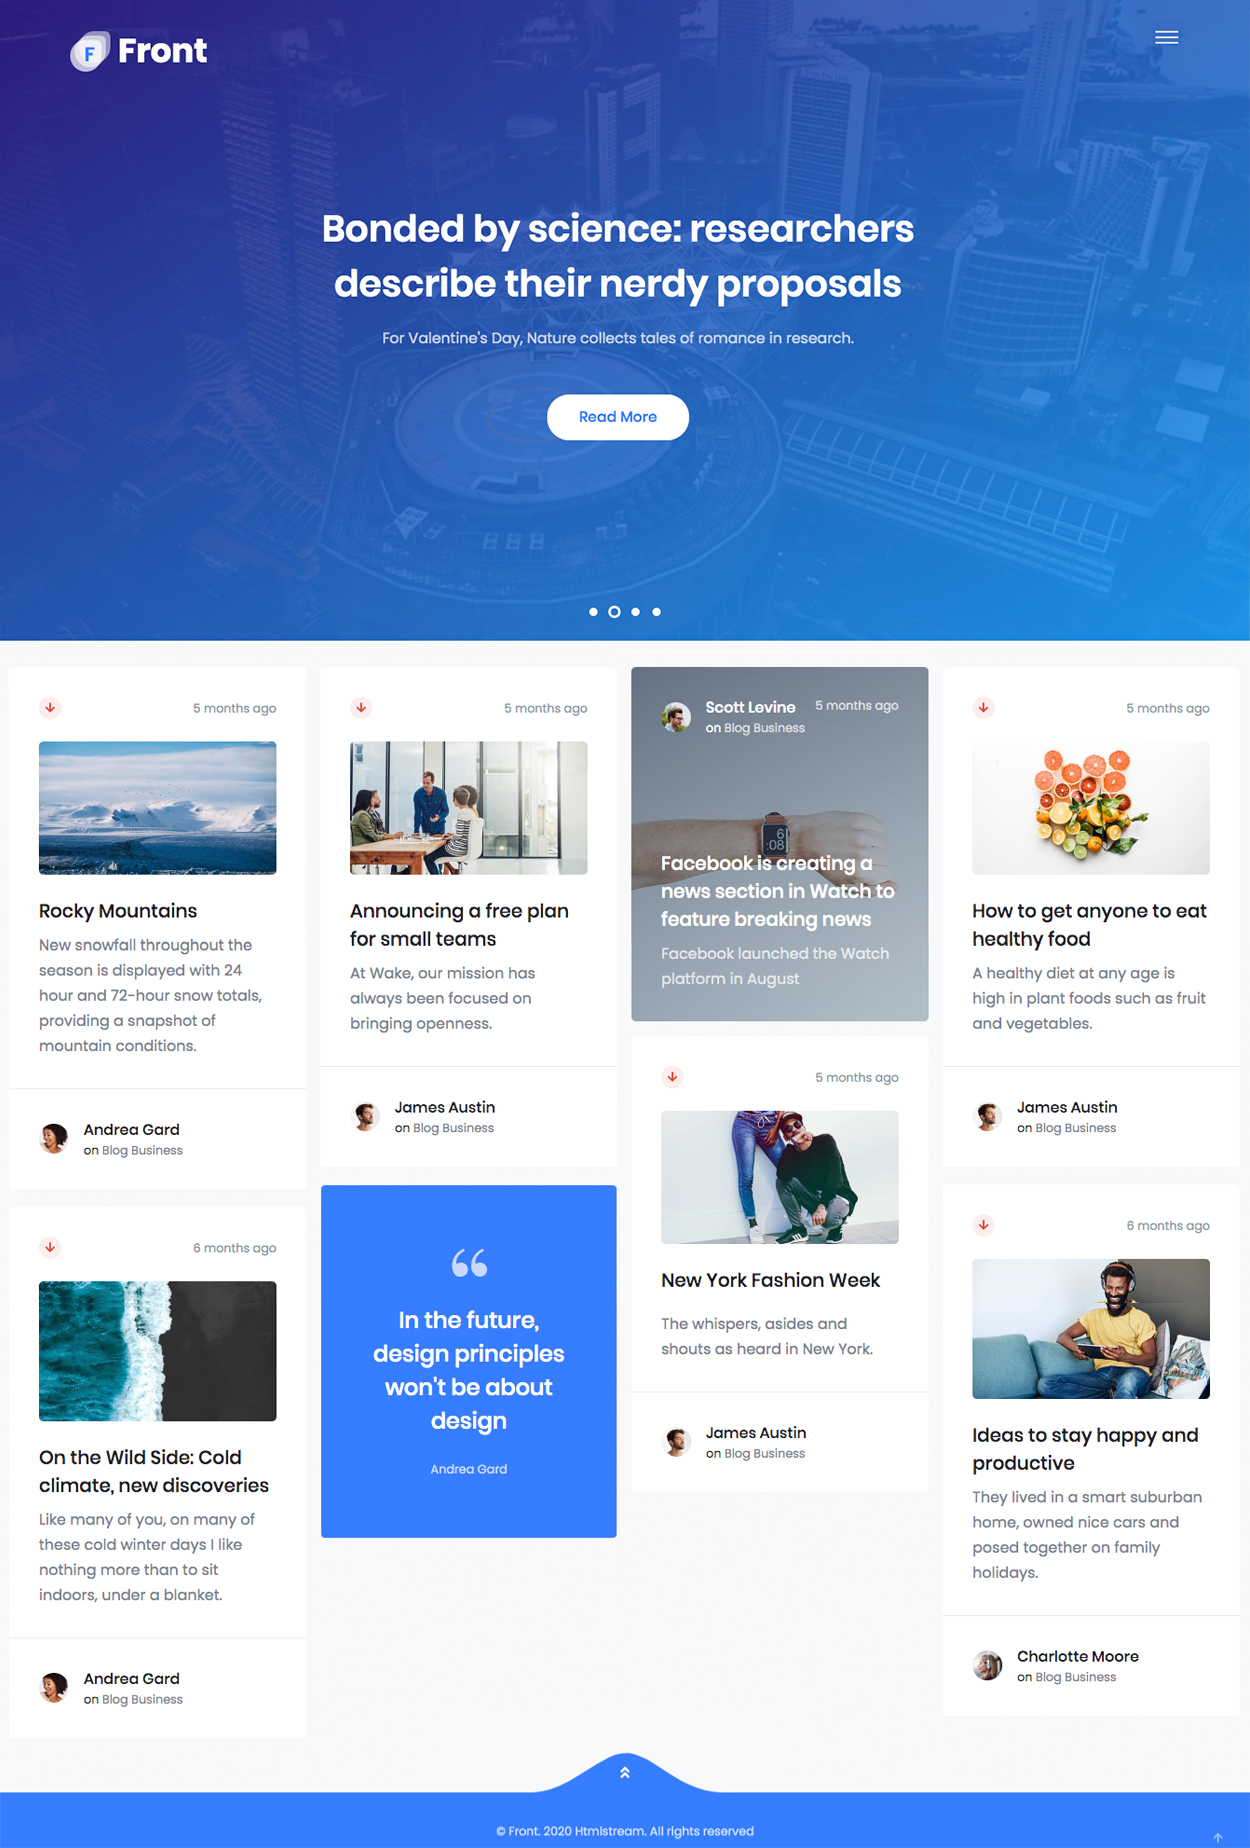 F Front
PAN PACIFIC
Bonded by science: researchers
describe their nerdy proposals
For Valentine's Day, Nature collects tales of romance in research.
Read More
5 months ago
Rocky Mountains
New snowfall throughout the
season is displayed with 24
hour and 72-hour snow totals,
providing a snapshot of
mountain conditions.
Andrea Gard
on Blog Business
6 months ago
On the Wild Side: Cold
climate, new discoveries
Like many of you, on many of
these cold winter days I like
nothing more than to sit
indoors, under a blanket.
Andrea Gard
on Blog Business
5 months ago
Announcing a free plan
for small teams
At Wake, our mission has
always been focused on
bringing openness.
James Austin
on Blog Business
“
In the future,
design principles
won't be about
design
Andrea Gard
Scott Levine
5 months ago
on Blog Business
6
:08
Facebook is creating a
news section in Watch to
feature breaking news
Facebook launched the Watch
platform in August
5 months ago
New York Fashion Week
The whispers, asides and
shouts as heard in New York.
James Austin
on Blog Business
5 months ago
How to get anyone to eat
healthy food
A healthy diet at any age is
high in plant foods such as fruit
and vegetables.
James Austin
on Blog Business
6 months ago
Ideas to stay happy and
productive
They lived in a smart suburban
home, owned nice cars and
posed together on family
holidays.
Charlotte Moore
on Blog Business
© Front. 2020 Htmlstream. All rights reserved